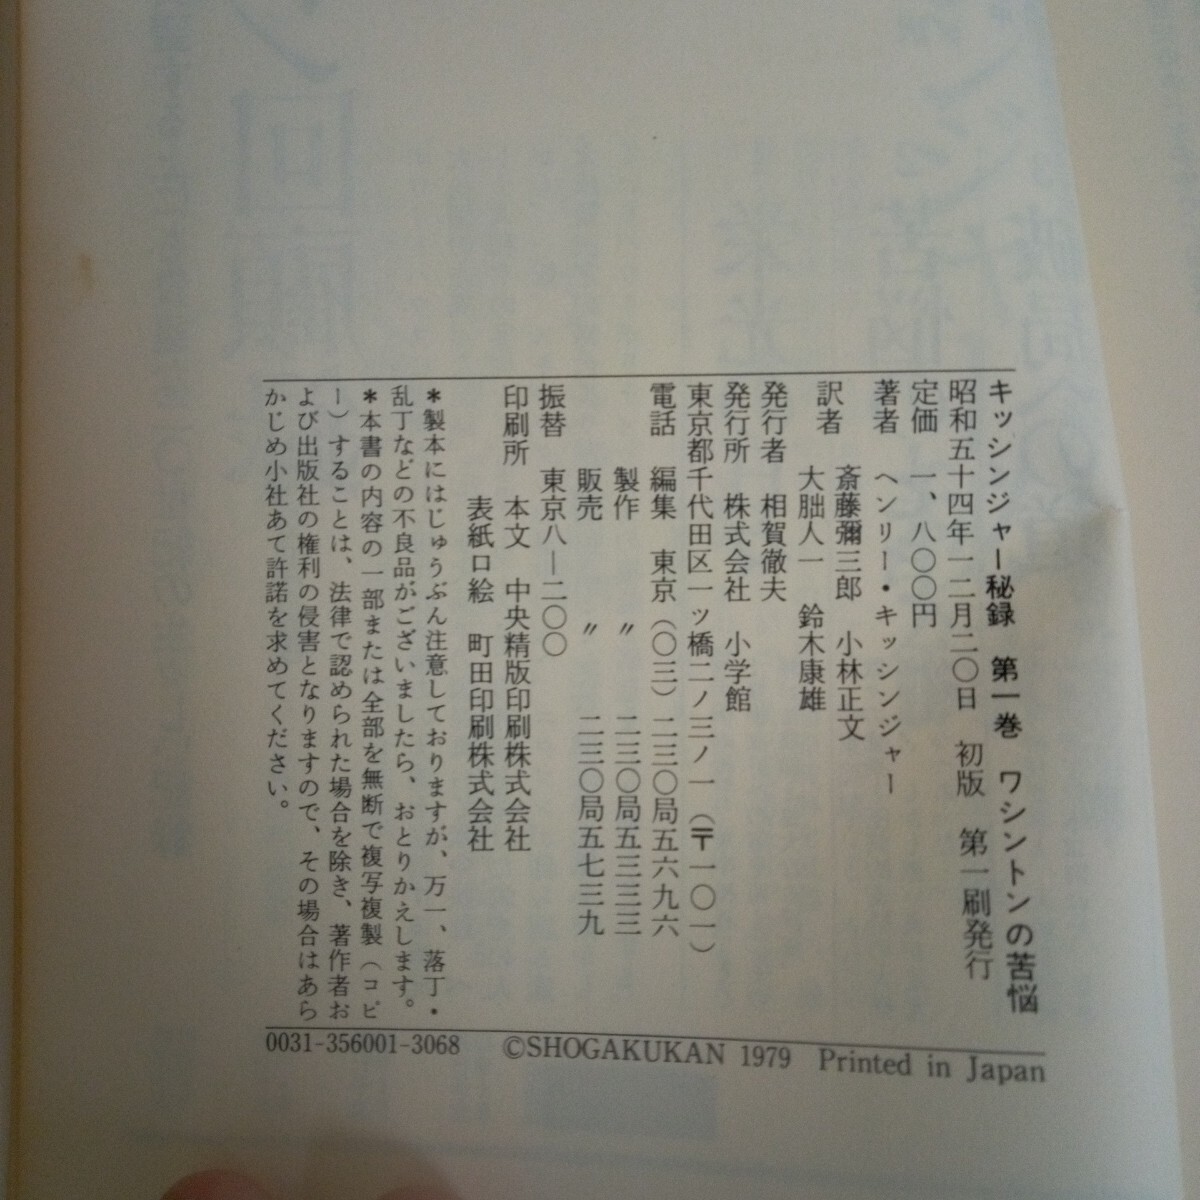 キッシンジャー秘録　第一巻　ワシントンの苦悩
昭和五十四年一二月二〇日　初版　第一刷発行
定価　一、八〇〇円
著者　ヘンリー・キッシンジャー
斎藤彌三郎　小林正文
訳者
大朏人一　鈴木康雄
発行者　相賀徹夫
発行所　株式会社　小学館
東京都千代田区一ッ橋二ノ三ノ一（〒一〇一）
電話　編集　東京（〇三）二三〇局五六九六
製作　〃　二三〇局五三三三
販売　〃　二三〇局五七三九
振替　東京八―二〇〇
印刷所　本文　中央精版印刷株式会社
表紙口絵　町田印刷株式会社
＊製本にはじゅうぶん注意しておりますが、万一、落丁・
乱丁などの不良品がございましたら、おとりかえします。
＊本書の内容の一部または全部を無断で複写複製（コピ
ー）することは、法律で認められた場合を除き、著作者お
よび出版社の権利の侵害となりますので、その場合はあら
かじめ小社あて許諾を求めてください。
0031-356001-3068　©SHOGAKUKAN 1979　Printed in Japan